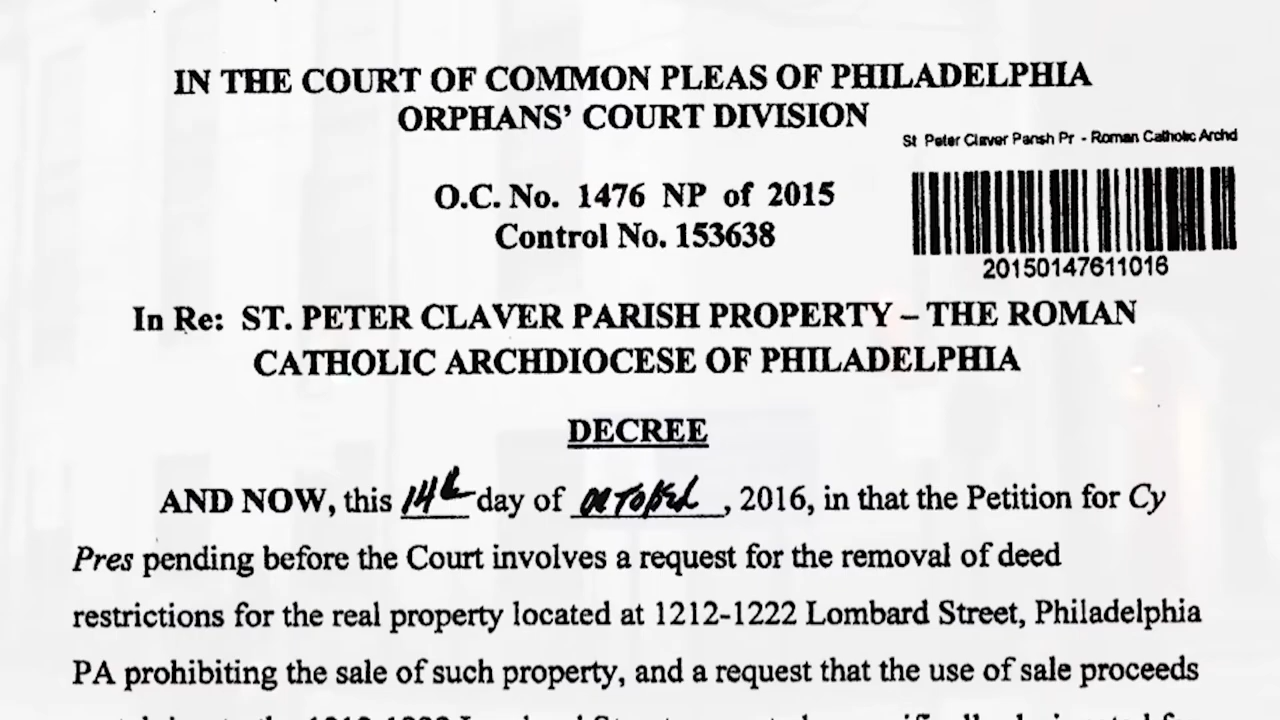 IN THE COURT OF COMMON PLEAS OF PHILADELPHIA
ORPHANS' COURT DIVISION
St Peter Claver Parish Pr - Roman Catholic Archd
O.C. No. 1476 NP of 2015
Control No. 153638
20150147611016
In Re: ST. PETER CLAVER PARISH PROPERTY – THE ROMAN
CATHOLIC ARCHDIOCESE OF PHILADELPHIA
DECREE
AND NOW, this 14th day of OCTOBER, 2016, in that the Petition for Cy
Pres pending before the Court involves a request for the removal of deed
restrictions for the real property located at 1212-1222 Lombard Street, Philadelphia
PA prohibiting the sale of such property, and a request that the use of sale proceeds